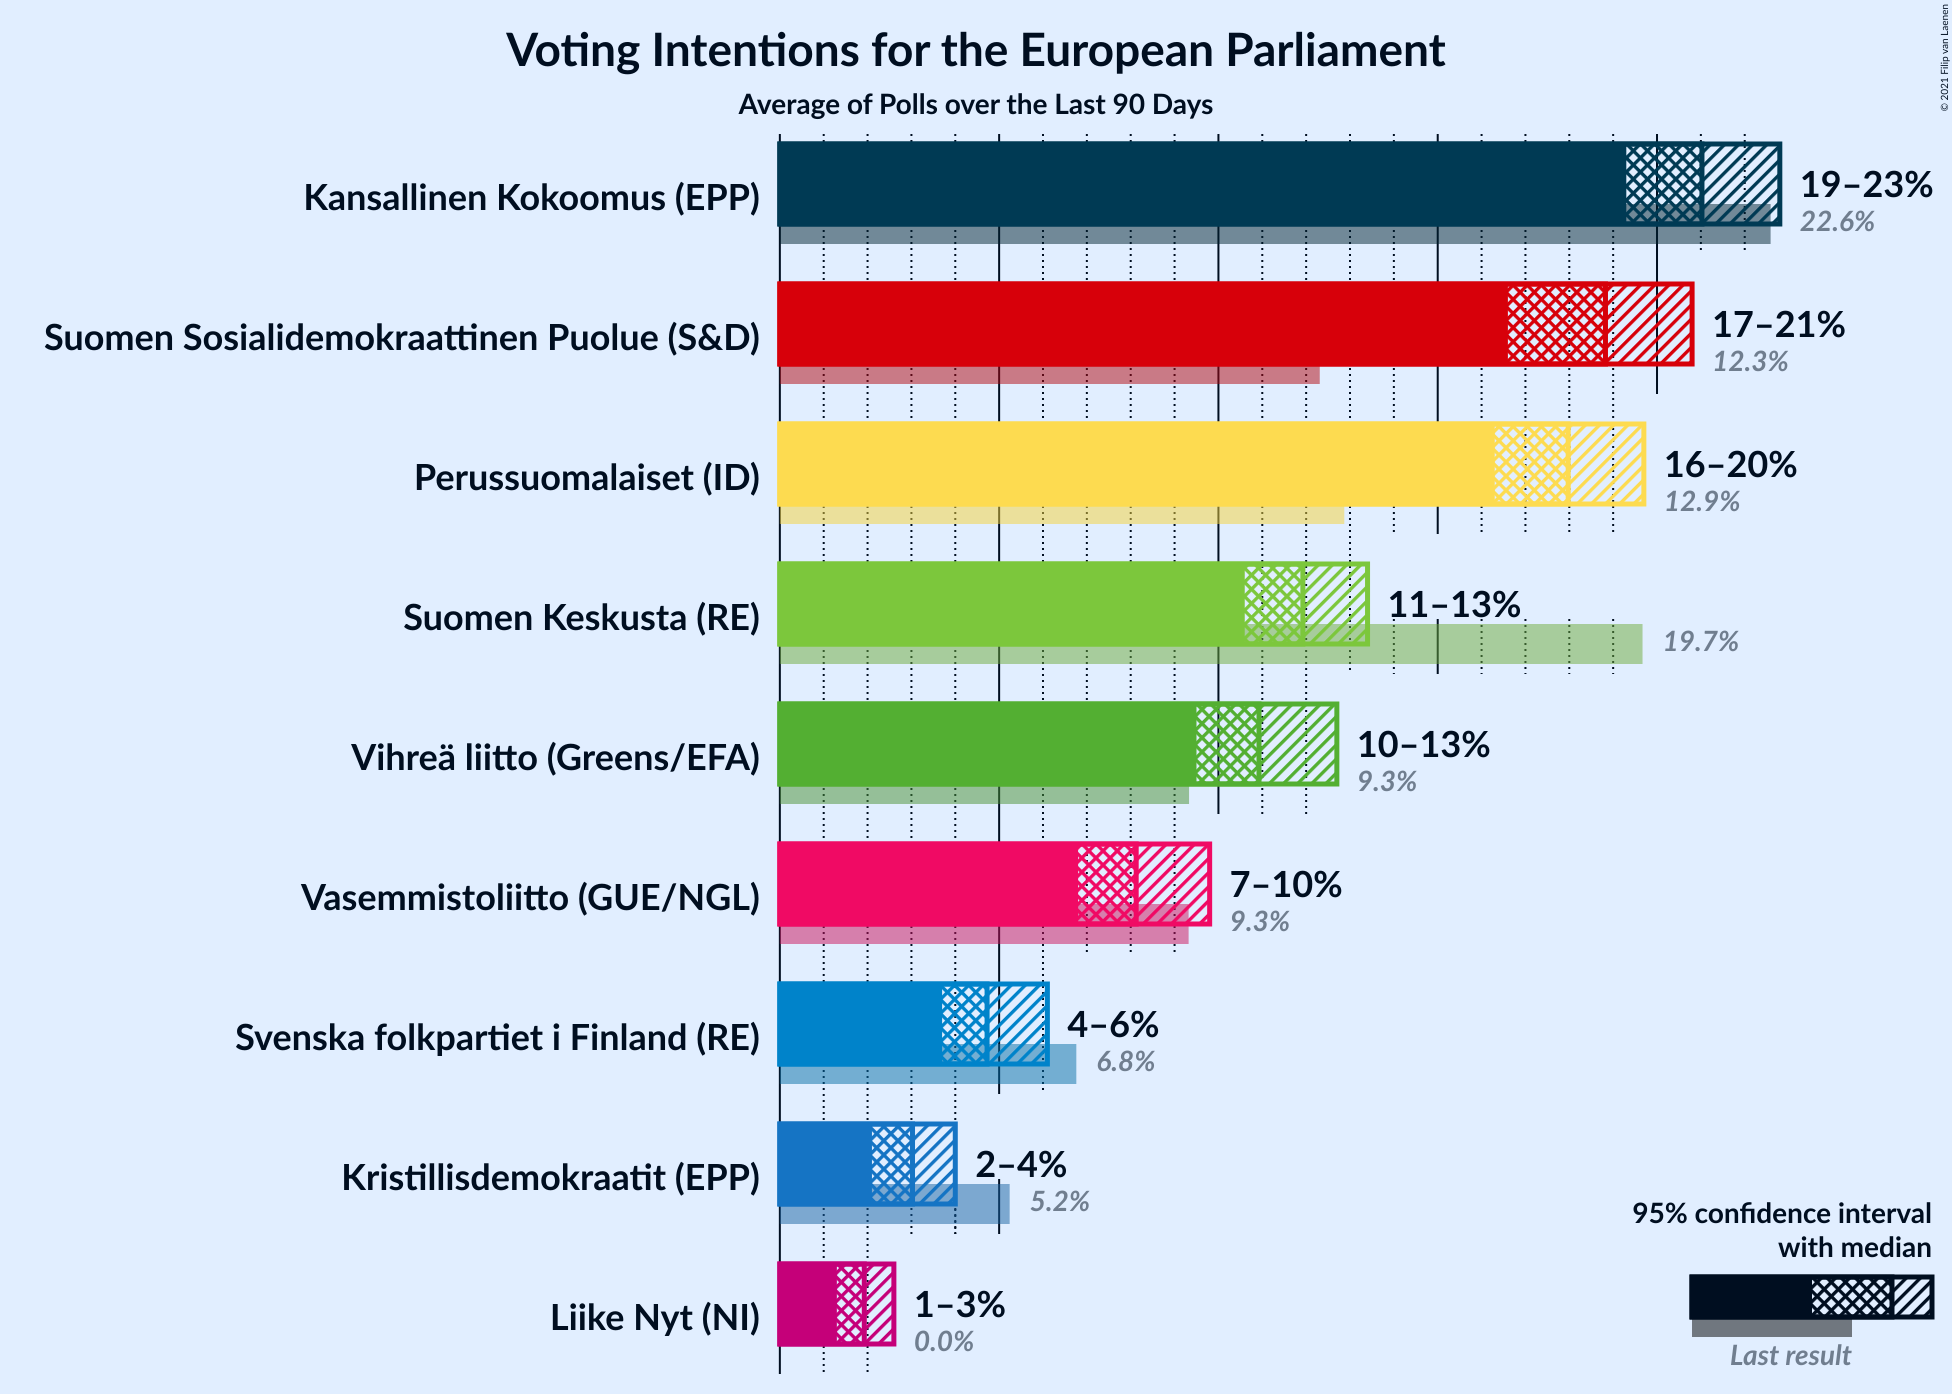 Voting Intentions for the European Parliament
Average of Polls over the Last 90 Days
© 2021 Filip van Laenen
Kansallinen Kokoomus (EPP)
19–23%
22.6%
Suomen Sosialidemokraattinen Puolue (S&D)
17–21%
12.3%
Perussuomalaiset (ID)
16–20%
12.9%
Suomen Keskusta (RE)
11–13%
19.7%
Vihreä liitto (Greens/EFA)
10–13%
9.3%
Vasemmistoliitto (GUE/NGL)
7–10%
9.3%
Svenska folkpartiet i Finland (RE)
4–6%
6.8%
Kristillisdemokraatit (EPP)
2–4%
5.2%
Liike Nyt (NI)
1–3%
0.0%
95% confidence interval
with median
Last result